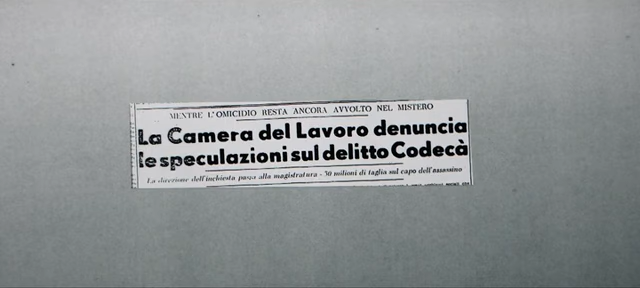 MENTRE L'OMICIDIO RESTA ANCORA AVVOLTO NEL MISTERO
La Camera del Lavoro denuncia
le speculazioni sul delitto Codecà
La direzione dell'inchiesta passa alla magistratura - 30 milioni di taglia sul capo dell'assassino